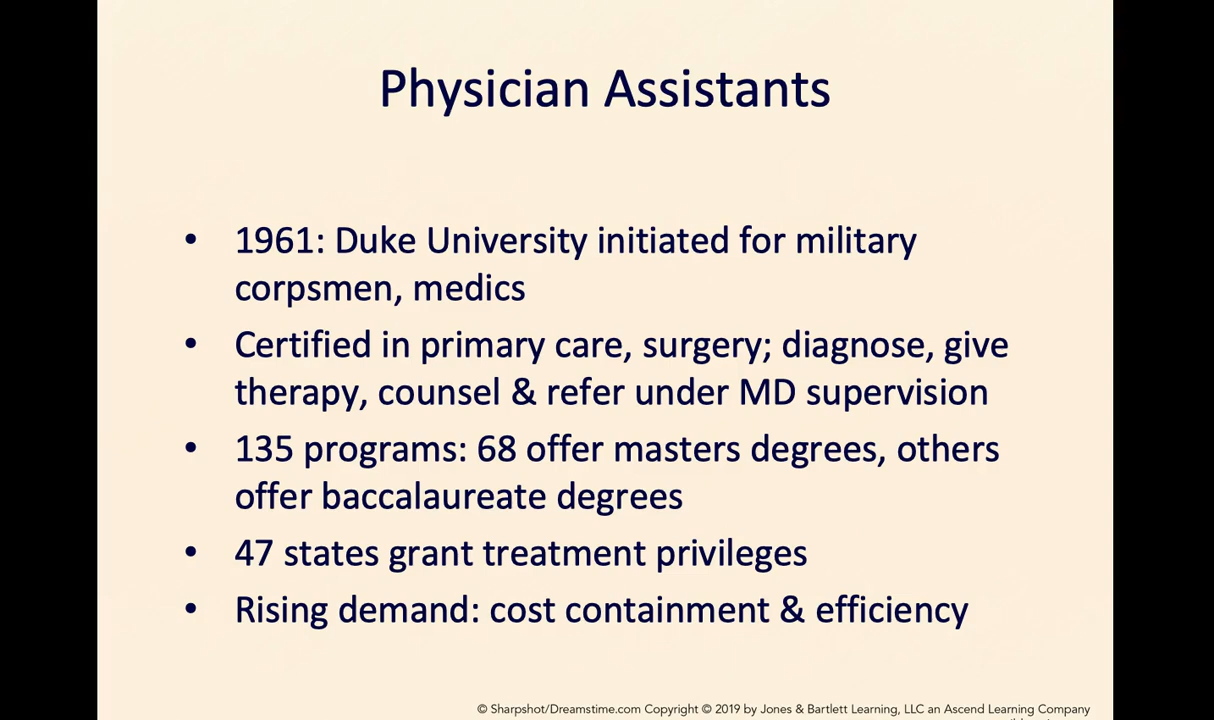 Physician Assistants
• 1961: Duke University initiated for military
corpsmen, medics
• Certified in primary care, surgery; diagnose, give
therapy, counsel & refer under MD supervision
• 135 programs: 68 offer masters degrees, others
offer baccalaureate degrees
• 47 states grant treatment privileges
• Rising demand: cost containment & efficiency
© Sharpshot/Dreamstime.com Copyright © 2019 by Jones & Bartlett Learning, LLC an Ascend Learning Company